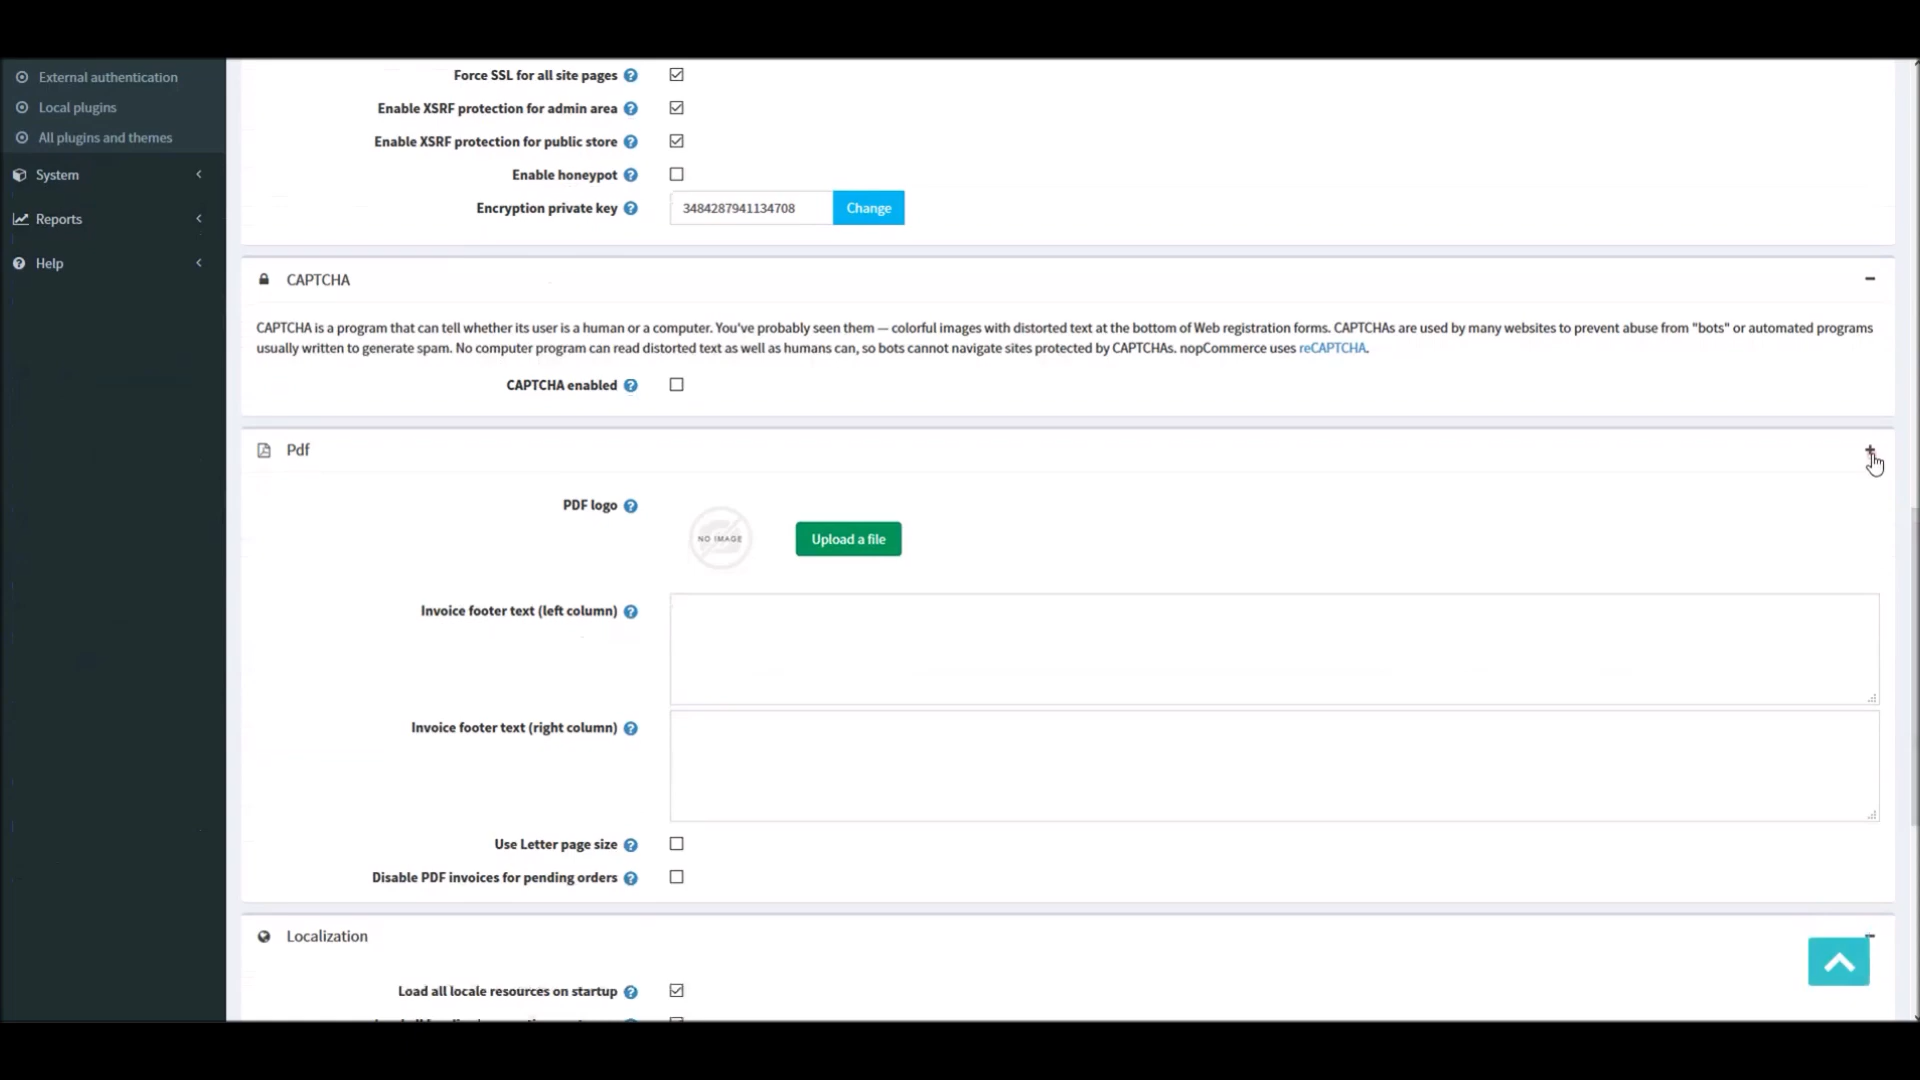 External authentication
Local plugins
All plugins and themes
System
Reports
Help
Force SSL for all site pages
Enable XSRF protection for admin area
Enable XSRF protection for public store
Enable honeypot
Encryption private key 3484287941134708 Change
CAPTCHA
CAPTCHA is a program that can tell whether its user is a human or a computer. You've probably seen them — colorful images with distorted text at the bottom of Web registration forms. CAPTCHAs are used by many websites to prevent abuse from "bots" or automated programs
usually written to generate spam. No computer program can read distorted text as well as humans can, so bots cannot navigate sites protected by CAPTCHAs. nopCommerce uses reCAPTCHA.
CAPTCHA enabled
Pdf
PDF logo
NO IMAGE
Upload a file
Invoice footer text (left column)
Invoice footer text (right column)
Use Letter page size
Disable PDF invoices for pending orders
Localization
Load all locale resources on startup